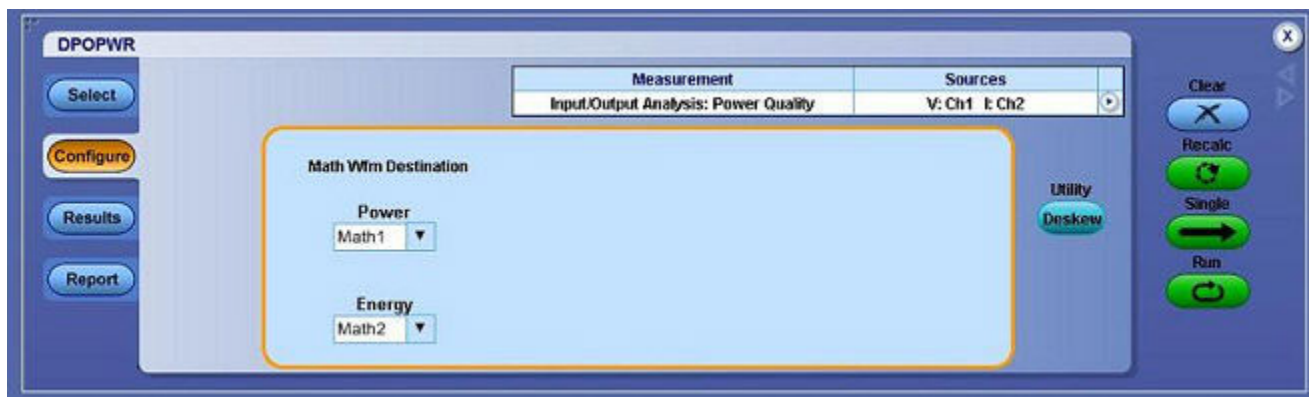 DPOPWR
X
Select
Configure
Results
Report
Measurement Sources
Input/Output Analysis: Power Quality V: Ch1 I: Ch2
Math Wfm Destination
Power
Math1
Energy
Math2
Utility
Deskew
Clear
Recalc
Single
Run